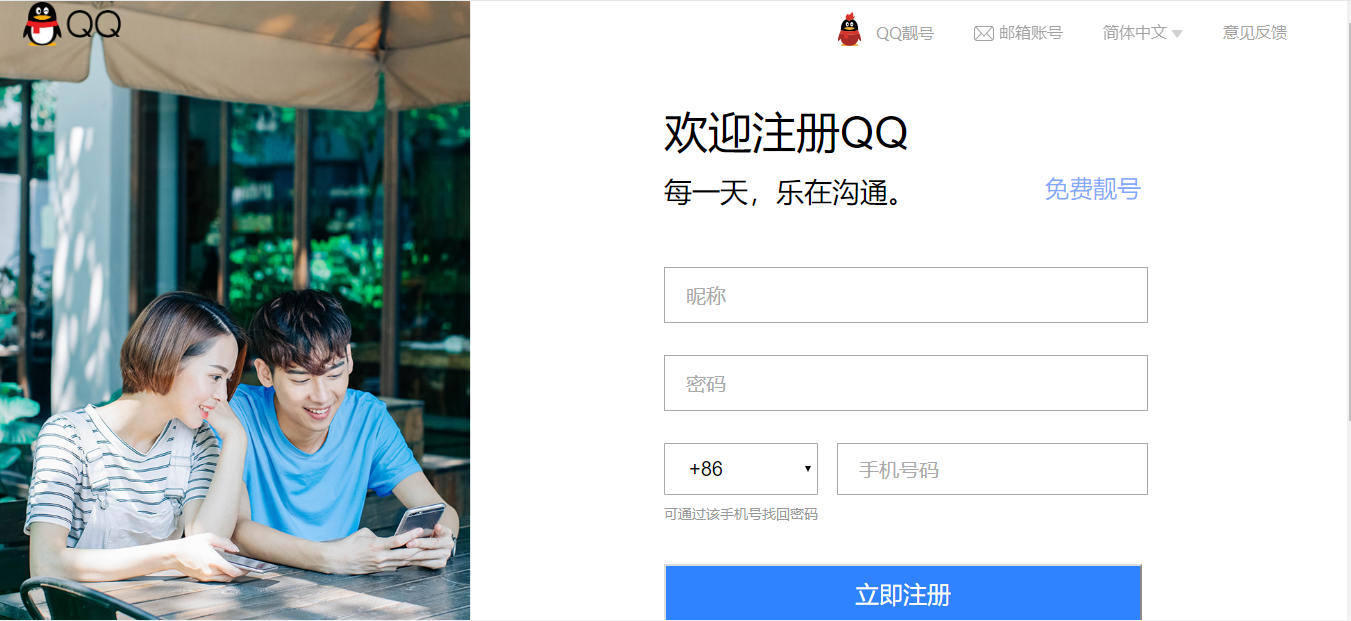 QQ
QQ靓号 邮箱账号 简体中文 意见反馈
欢迎注册QQ
每一天，乐在沟通。 免费靓号
昵称
密码
+86 手机号码
可通过该手机号找回密码
立即注册